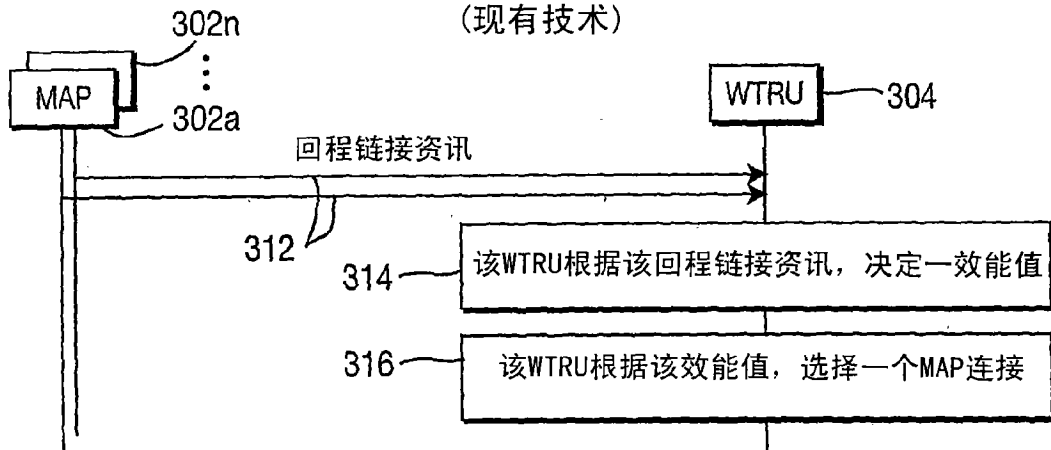 (现有技术)
302n
MAP
302a
WTRU
304
回程链接资讯
312
314
该WTRU根据该回程链接资讯，决定一效能值
316
该WTRU根据该效能值，选择一个MAP连接